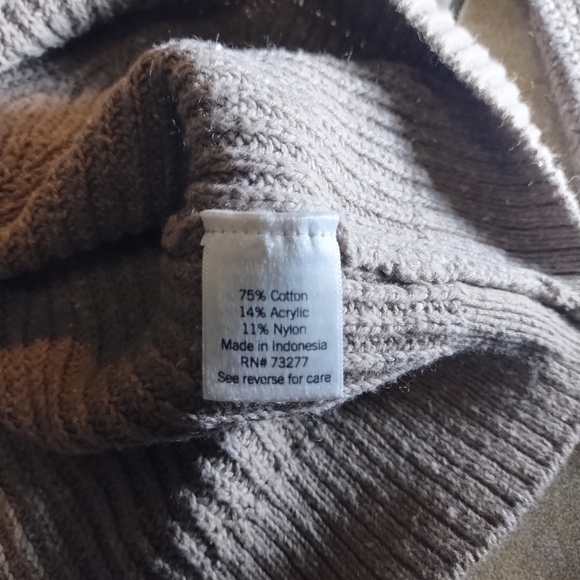 75% Cotton
14% Acrylic
11% Nylon
Made in Indonesia
RN# 73277
See reverse for care